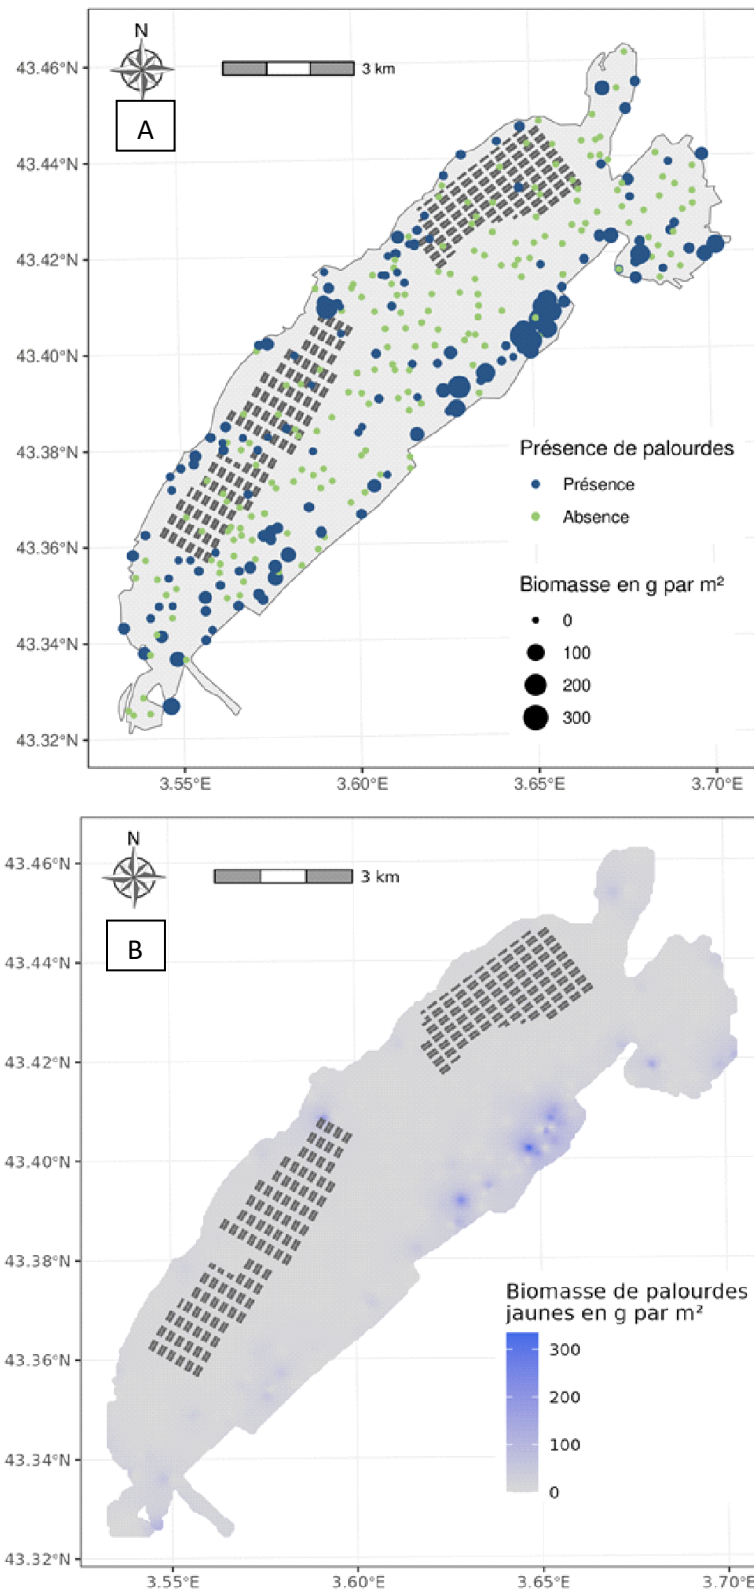 N
3 km
A
43.46°N
43.44°N
43.42°N
43.40°N
43.38°N
43.36°N
43.34°N
43.32°N
Présence de palourdes
Présence
Absence
Biomasse en g par m²
0
100
200
300
3.55°E
3.60°E
3.65°E
3.70°E
N
3 km
B
43.46°N
43.44°N
43.42°N
43.40°N
43.38°N
43.36°N
43.34°N
43.32°N
Biomasse de palourdes
jaunes en g par m²
300
200
100
0
3.55°E
3.60°E
3.65°E
3.70°E